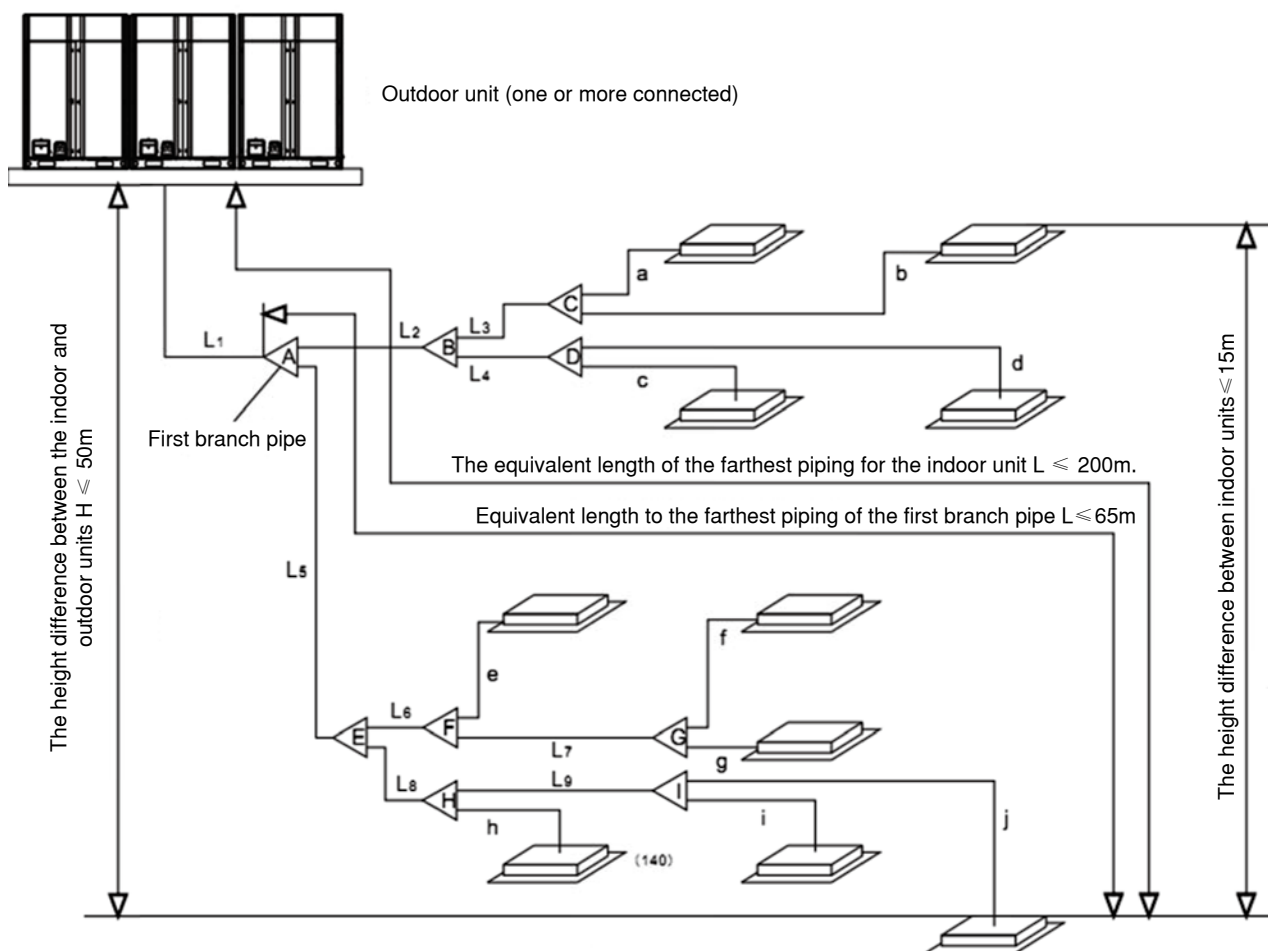 Outdoor unit (one or more connected)
a
b
C
L1
L2
L3
A
B
D
L4
c
d
First branch pipe
The height difference between the indoor and
outdoor units H ⩽ 50m
The equivalent length of the farthest piping for the indoor unit L ⩽ 200m.
Equivalent length to the farthest piping of the first branch pipe L⩽65m
The height difference between indoor units⩽15m
L5
e
f
L6
F
E
G
L7
g
L8
L9
H
I
h
i
j
(140)